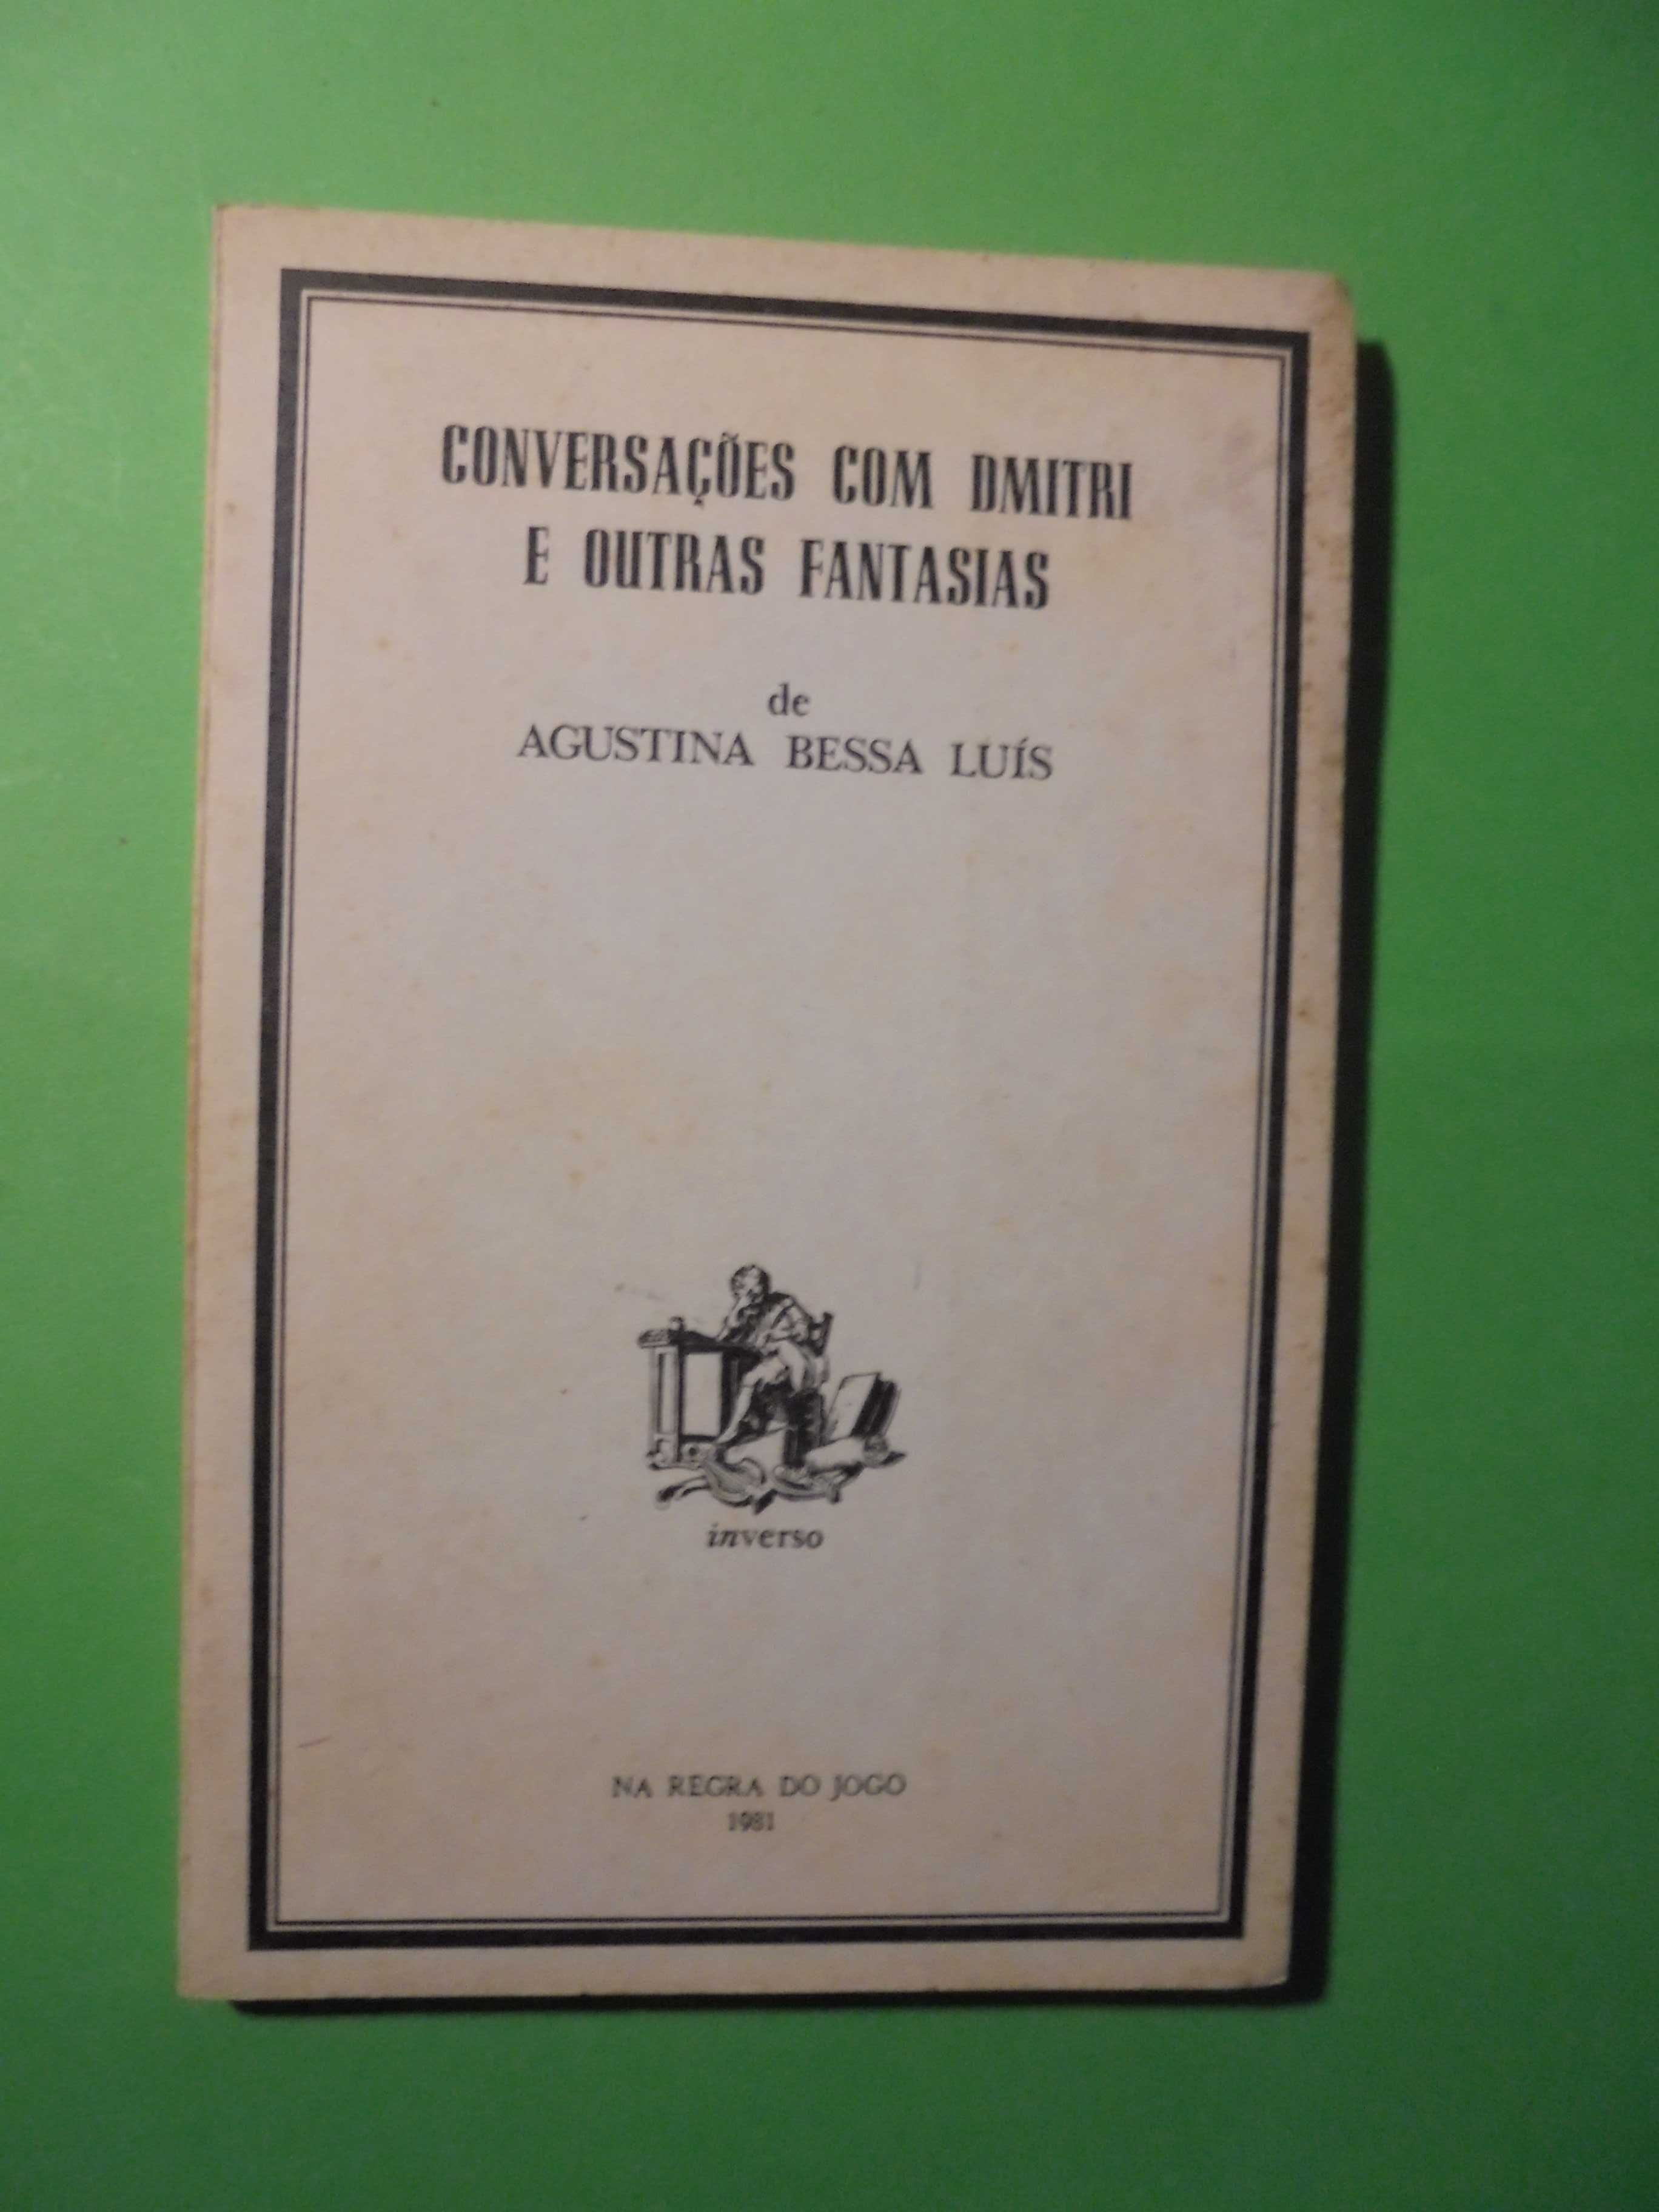 CONVERSAÇÕES COM DMITRI
E OUTRAS FANTASIAS
de
AGUSTINA BESSA LUÍS
inverso
NA REGRA DO JOGO
1981